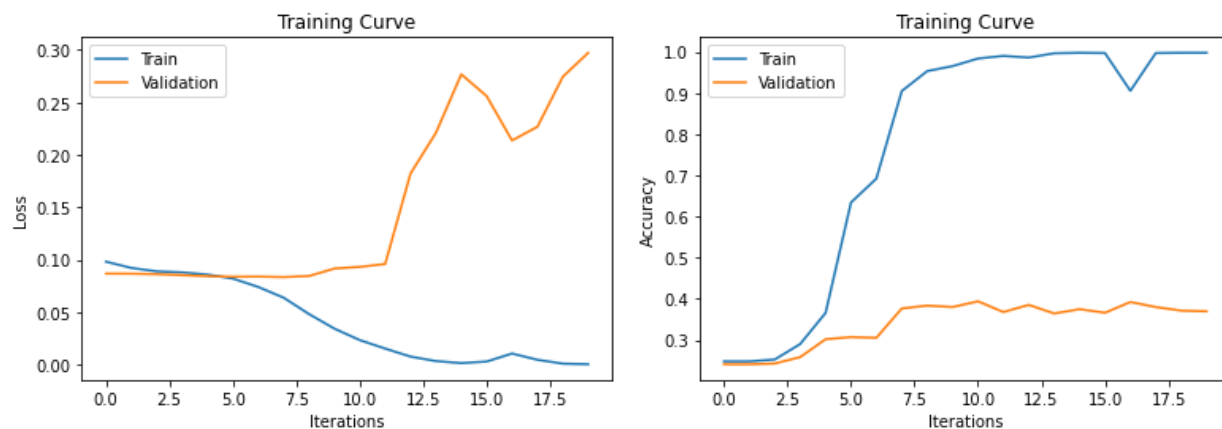 Training Curve
Train
Validation
0.30
0.25
0.20
0.15
0.10
0.05
0.00
Loss
0.0 2.5 5.0 7.5 10.0 12.5 15.0 17.5
Iterations
Training Curve
Train
Validation
1.0
0.9
0.8
0.7
0.6
0.5
0.4
0.3
Accuracy
0.0 2.5 5.0 7.5 10.0 12.5 15.0 17.5
Iterations